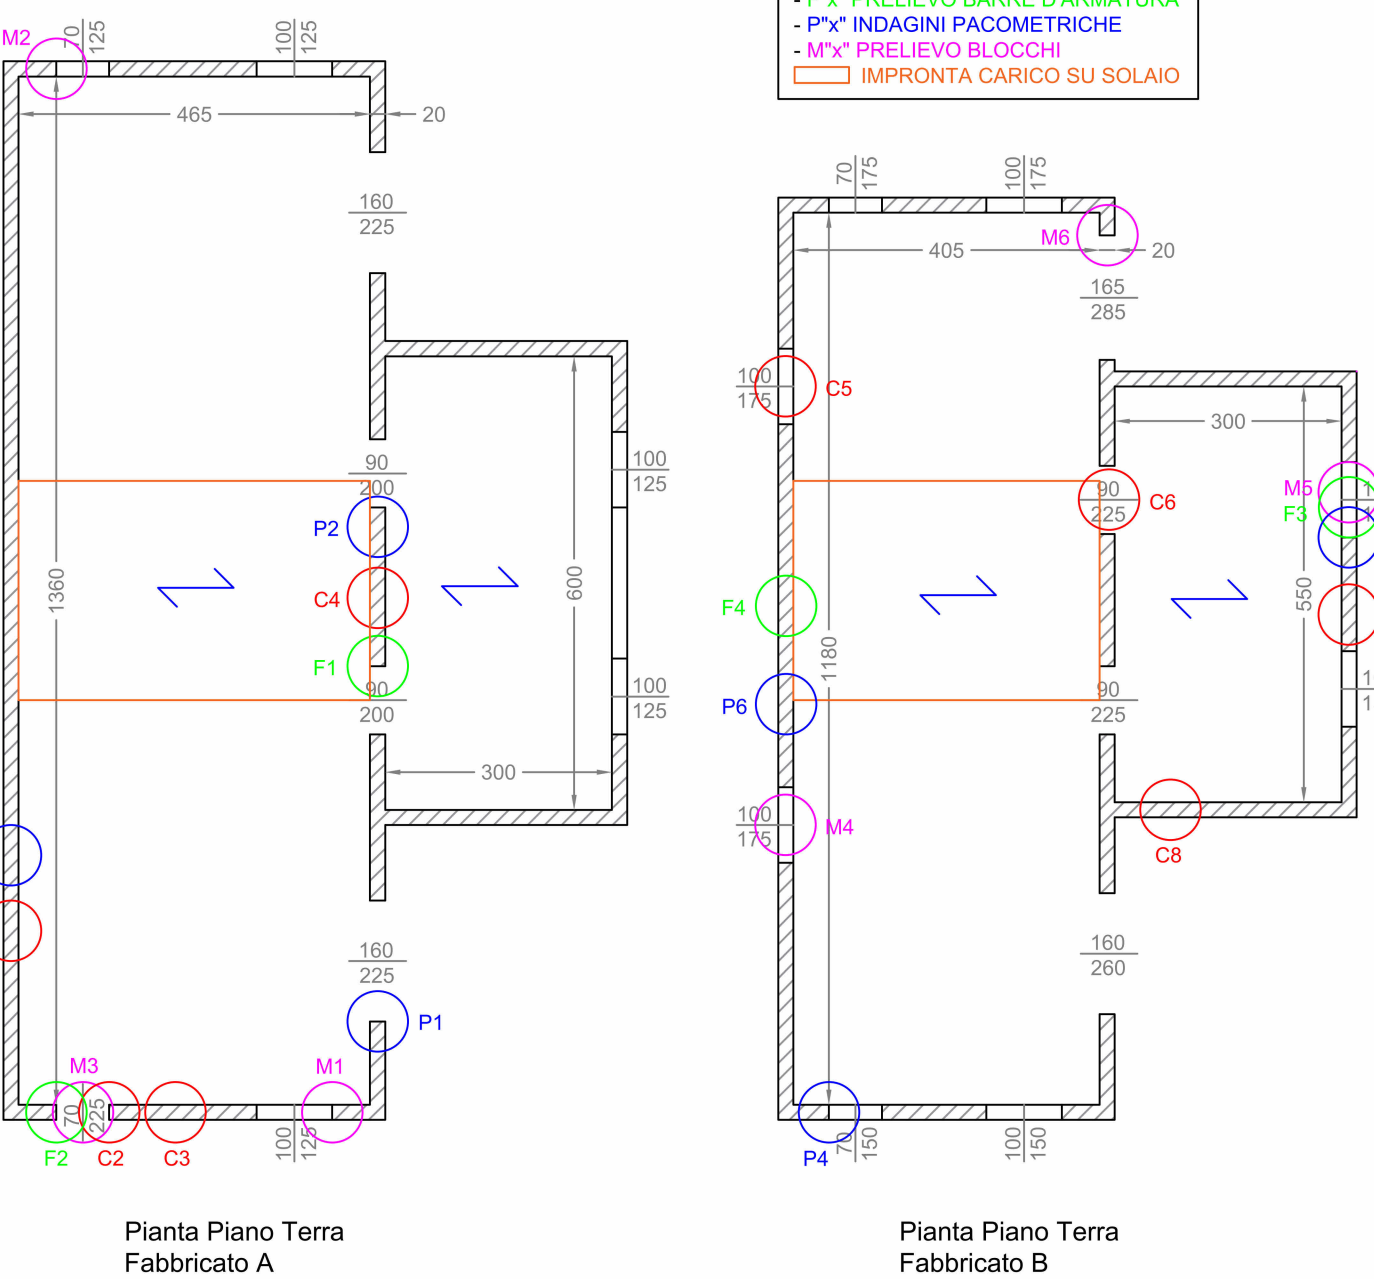 - P"x" INDAGINI PACOMETRICHE
- M"x" PRELIEVO BLOCCHI
IMPRONTA CARICO SU SOLAIO
M2
70
125
100
125
465
20
160
225
90
200
P2
C4
F1
90
200
1360
600
100
125
100
125
300
160
225
P1
M3
M1
70
225
100
125
F2
C2
C3
70
175
100
175
M6
405
20
165
285
100
175
C5
300
90
225
C6
M5
F3
F4
550
1180
P6
90
225
100
175
M4
C8
160
260
P4
70
150
100
150
Pianta Piano Terra
Fabbricato A
Pianta Piano Terra
Fabbricato B